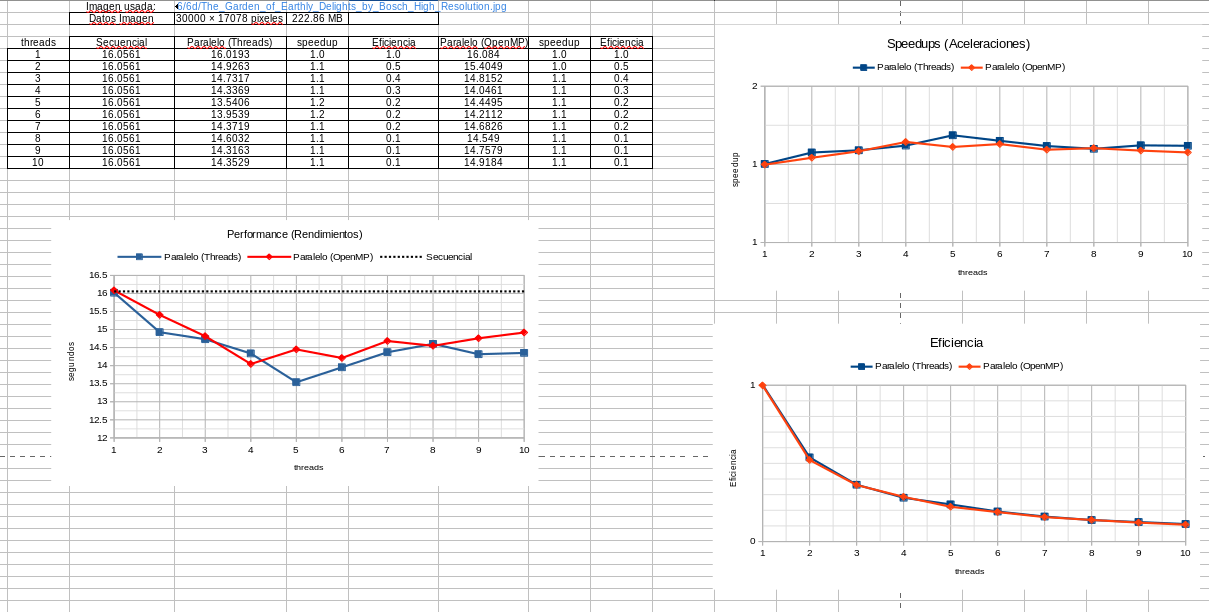 Imagen usada: 6/6d/The_Garden_of_Earthly_Delights_by_Bosch_High_Resolution.jpg
Datos Imagen 30000 × 17078 pixeles 222.86 MB
threads Secuencial Paralelo (Threads) speedup Eficiencia Paralelo (OpenMP) speedup Eficiencia
1 16.0561 16.0193 1.0 1.0 16.084 1.0 1.0
2 16.0561 14.9263 1.1 0.5 15.4049 1.0 0.5
3 16.0561 14.7317 1.1 0.4 14.8152 1.1 0.4
4 16.0561 14.3369 1.1 0.3 14.0461 1.1 0.3
5 16.0561 13.5406 1.2 0.2 14.4495 1.1 0.2
6 16.0561 13.9539 1.2 0.2 14.2112 1.1 0.2
7 16.0561 14.3719 1.1 0.2 14.6826 1.1 0.2
8 16.0561 14.6032 1.1 0.1 14.549 1.1 0.1
9 16.0561 14.3163 1.1 0.1 14.7579 1.1 0.1
10 16.0561 14.3529 1.1 0.1 14.9184 1.1 0.1
Performance (Rendimientos)
Paralelo (Threads) Paralelo (OpenMP) Secuencial
16.5
16
15.5
15
14.5
14
13.5
13
12.5
12
segundos
1 2 3 4 5 6 7 8 9 10
threads
Speedups (Aceleraciones)
Paralelo (Threads) Paralelo (OpenMP)
2
1
1
speedup
1 2 3 4 5 6 7 8 9 10
threads
Eficiencia
Paralelo (Threads) Paralelo (OpenMP)
1
0
Eficiencia
1 2 3 4 5 6 7 8 9 10
threads